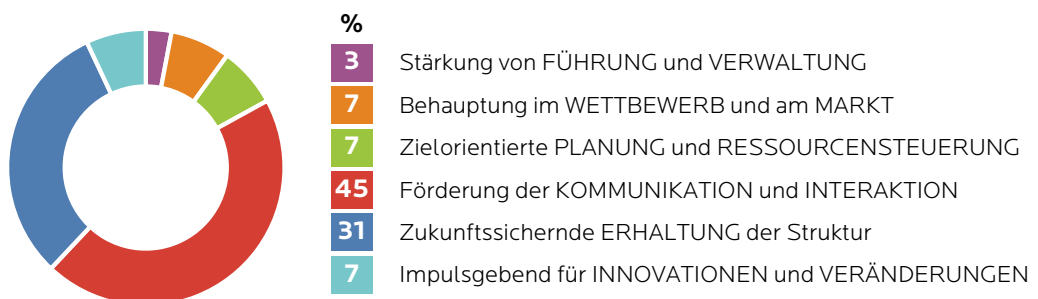 %
3 Stärkung von FÜHRUNG und VERWALTUNG
7 Behauptung im WETTBEWERB und am MARKT
7 Zielorientierte PLANUNG und RESSOURCENSTEUERUNG
45 Förderung der KOMMUNIKATION und INTERAKTION
31 Zukunftssichernde ERHALTUNG der Struktur
7 Impulsgebend für INNOVATIONEN und VERÄNDERUNGEN